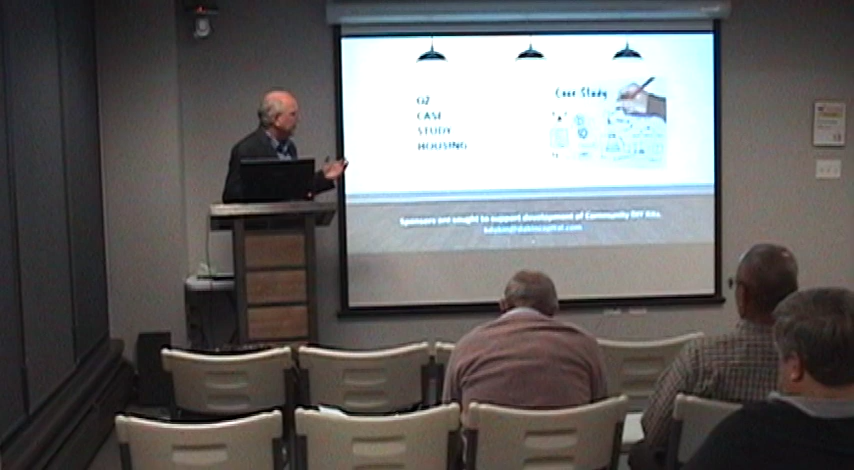 OZ
CASE
STUDY
HOUSING
Case Study
Sponsors are sought to support development of Community DIY Kits.